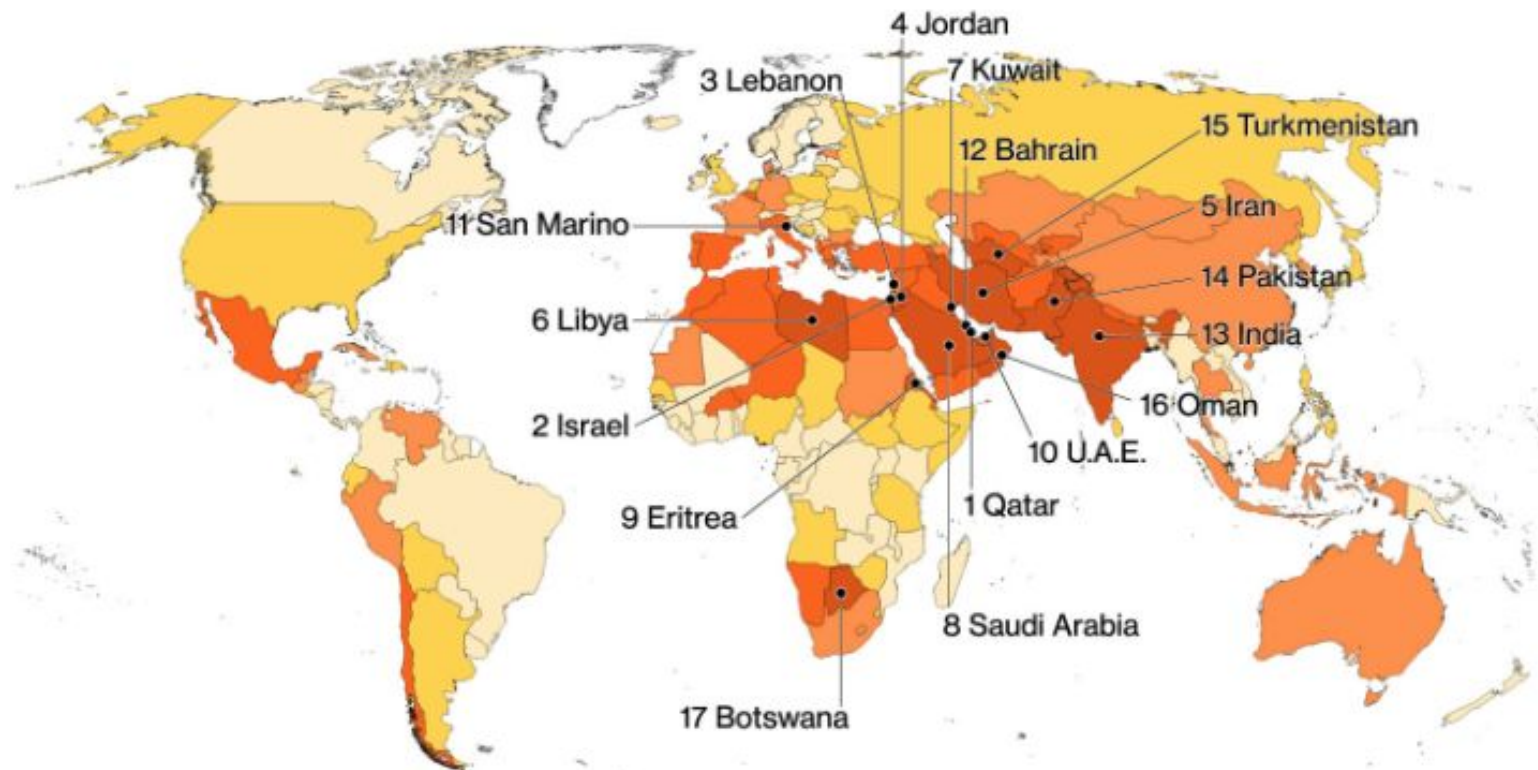 4 Jordan
3 Lebanon
7 Kuwait
15 Turkmenistan
12 Bahrain
5 Iran
11 San Marino
14 Pakistan
6 Libya
13 India
16 Oman
2 Israel
10 U.A.E.
1 Qatar
9 Eritrea
8 Saudi Arabia
17 Botswana